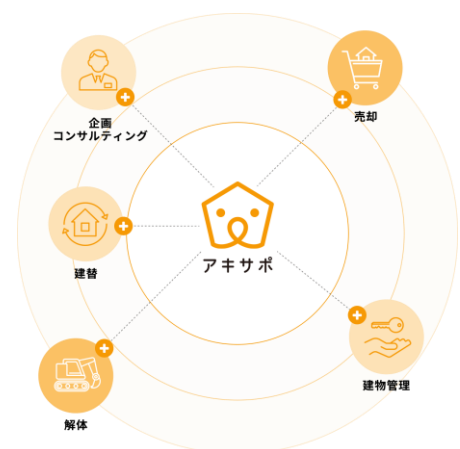 企画
コンサルティング
売却
建替
アキサポ
建物管理
解体